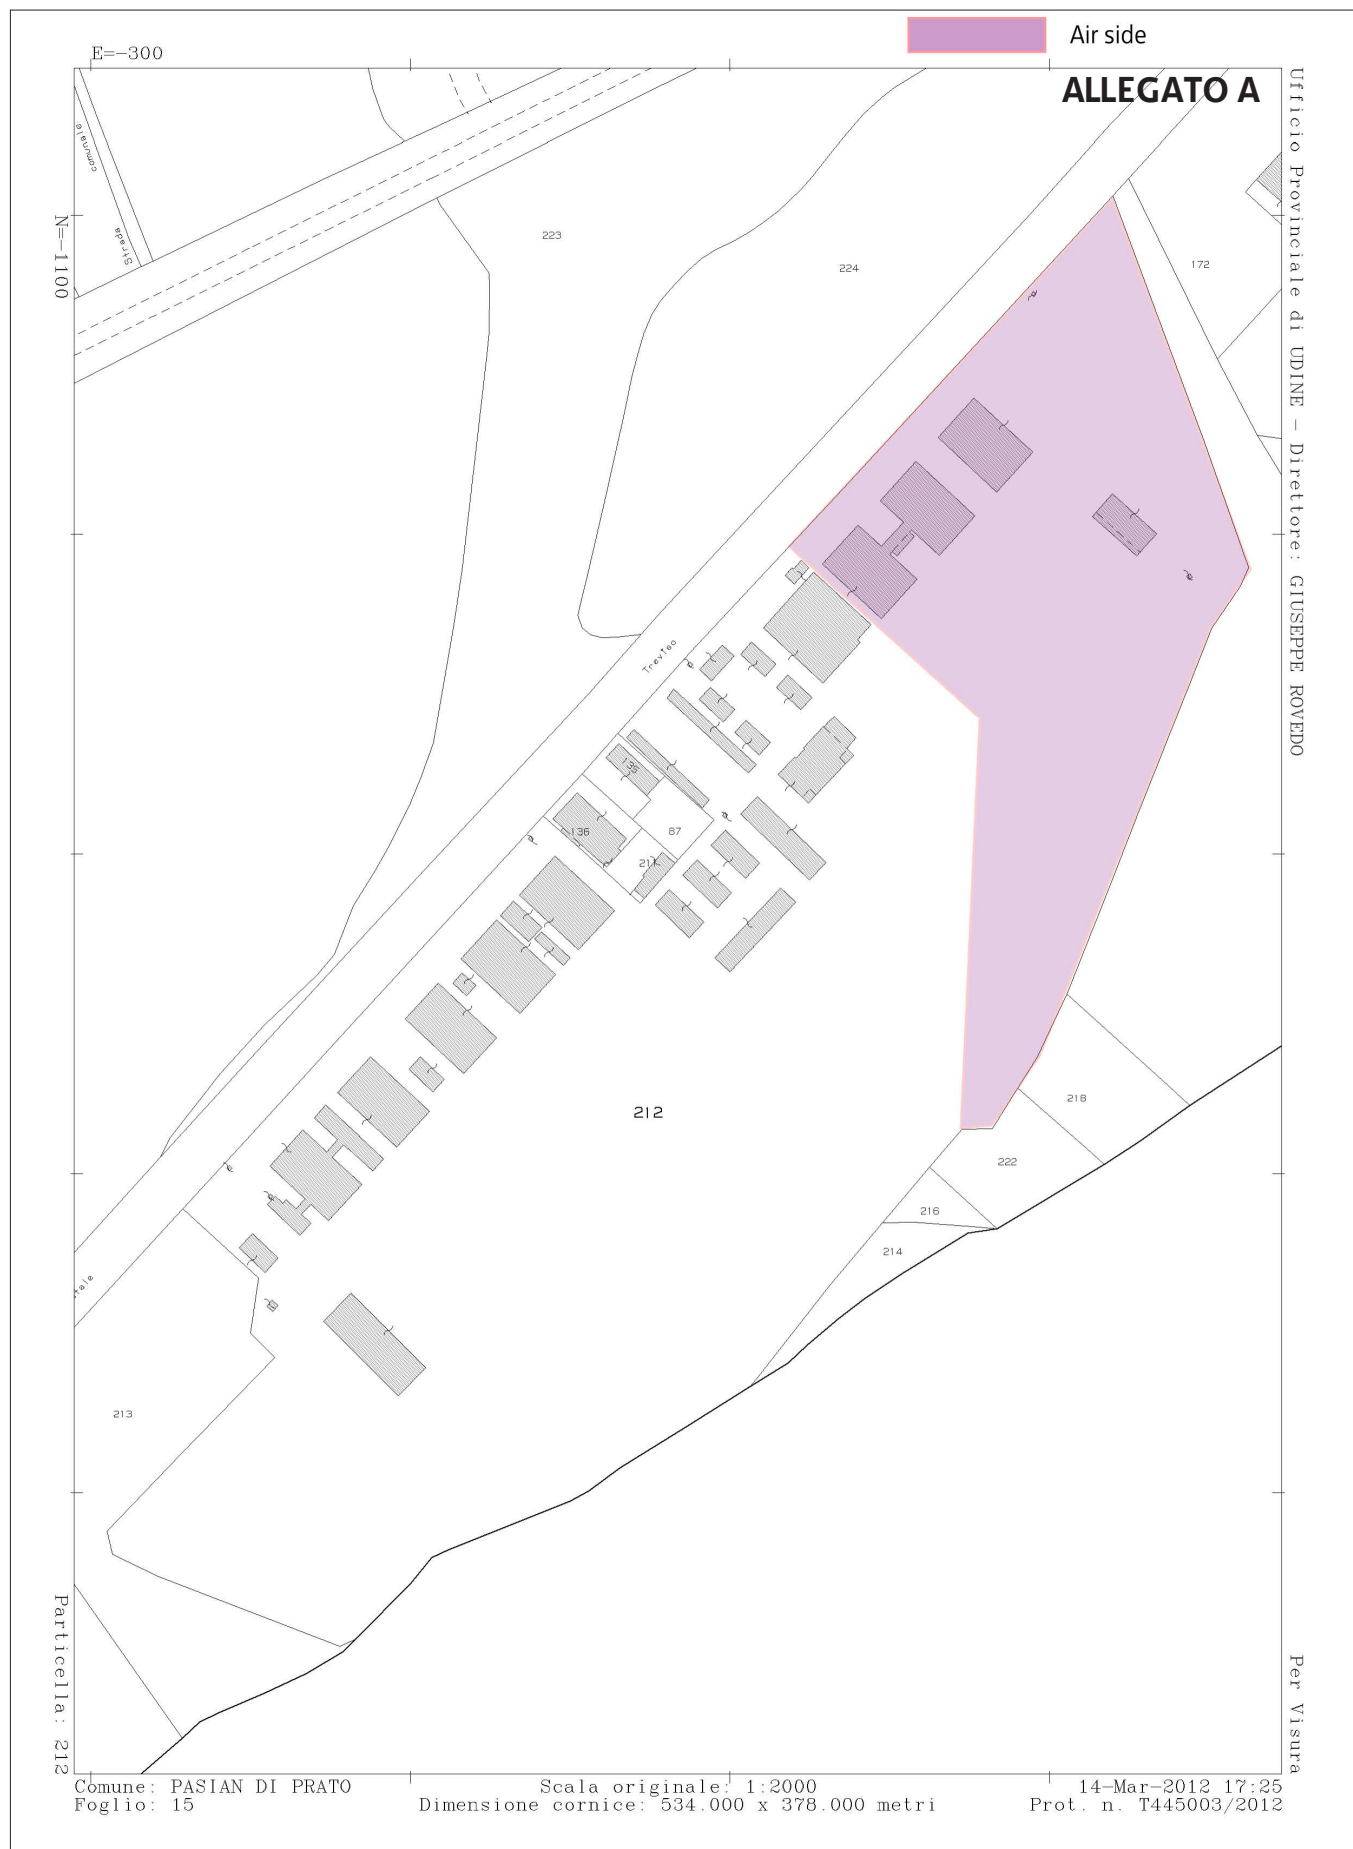 Air side
ALLEGATO A
E=-300
N=-1100
Strada
comunale
223
224
172
Treviso
135
136
87
211
212
218
222
216
214
213
Ufficio Provinciale di UDINE - Direttore: GIUSEPPE ROVEDO
Per Visura
Particella: 212
Comune: PASIAN DI PRATO
Scala originale: 1:2000
14-Mar-2012 17:25
Foglio: 15
Dimensione cornice: 534.000 x 378.000 metri
Prot. n. T445003/2012